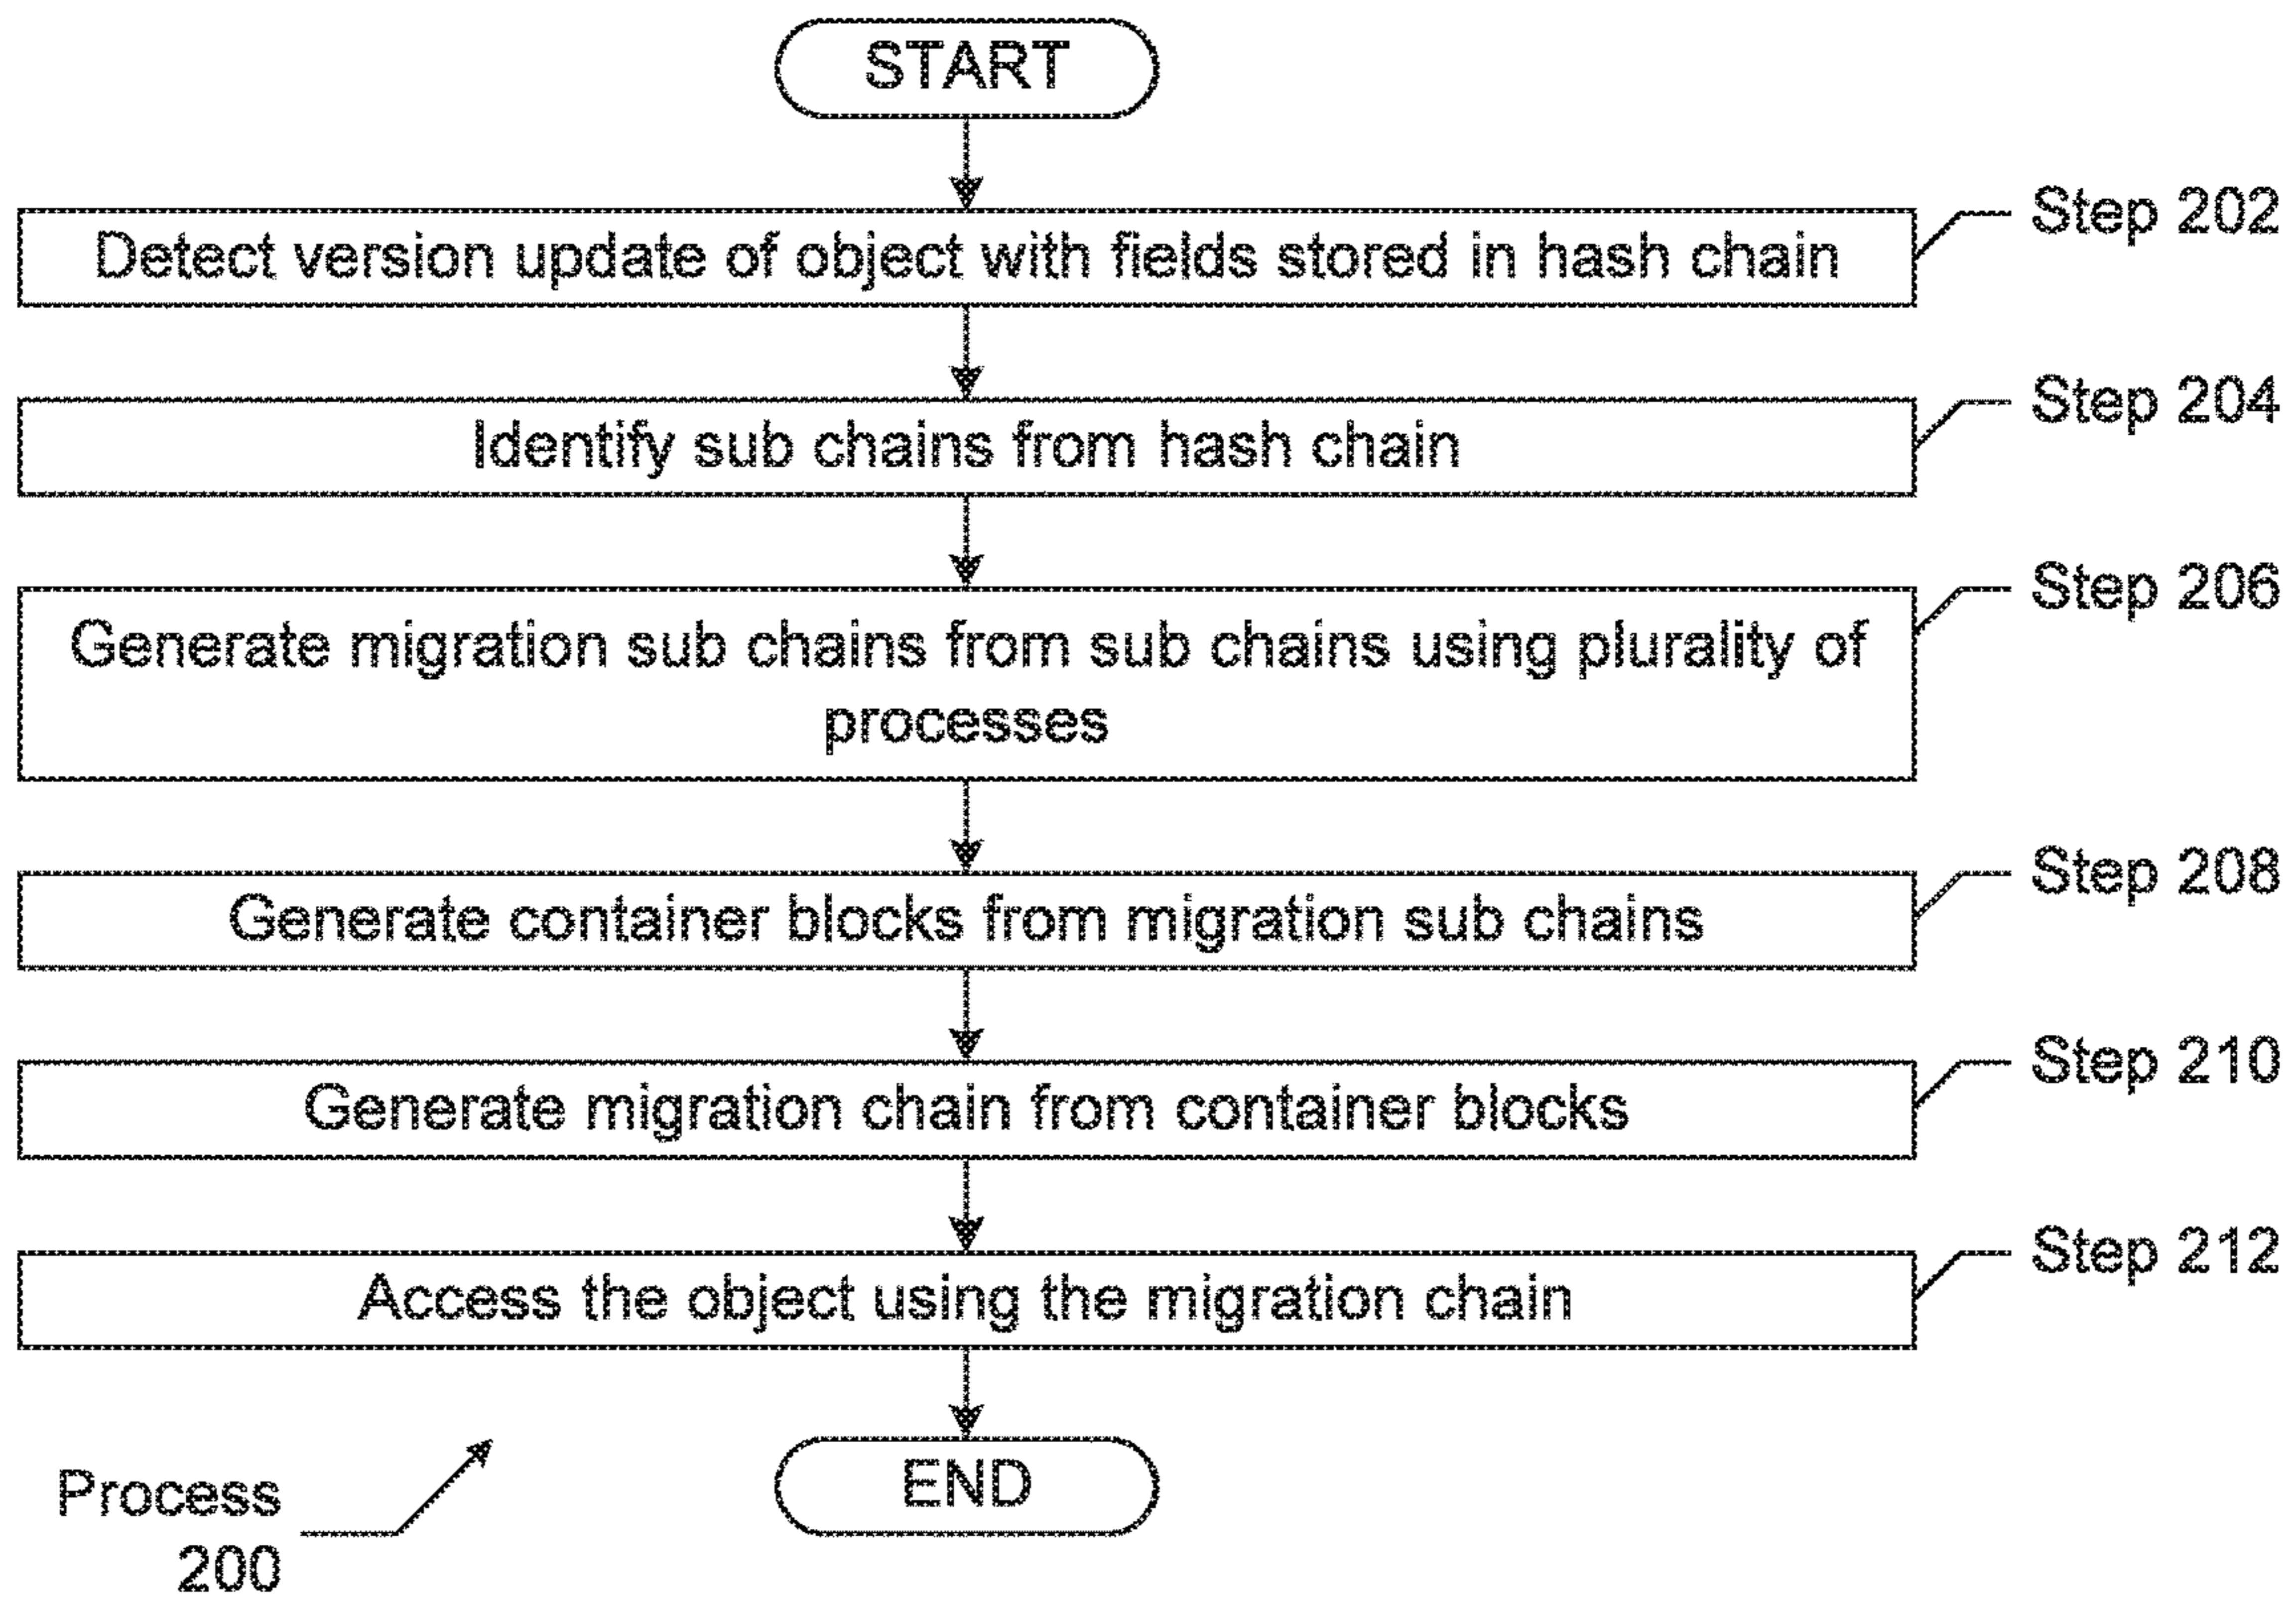 START
Step 202
Detect version update of object with fields stored in hash chain
Step 204
Identify sub chains from hash chain
Step 206
Generate migration sub chains from sub chains using plurality of
processes
Step 208
Generate container blocks from migration sub chains
Step 210
Generate migration chain from container blocks
Step 212
Access the object using the migration chain
END
Process
200